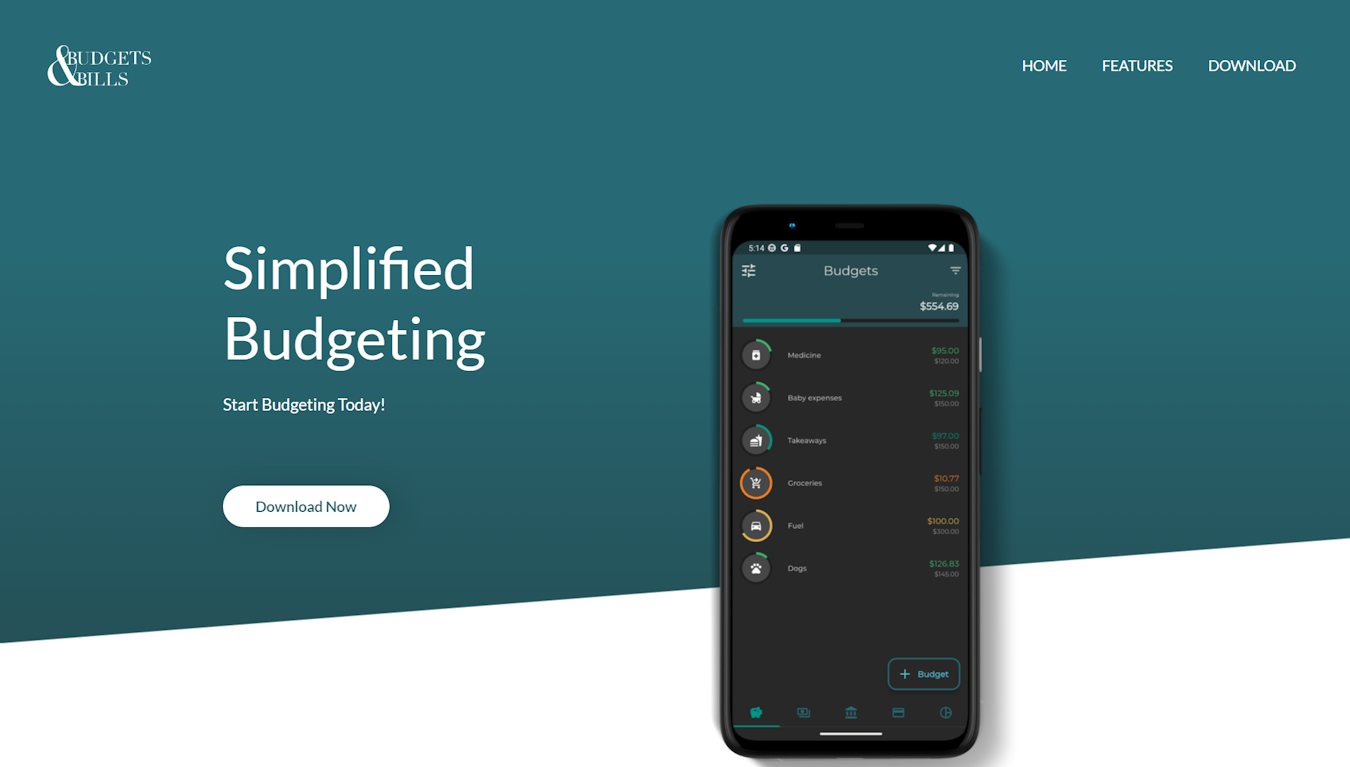 & BUDGETS
BILLS
HOME FEATURES DOWNLOAD
Simplified
Budgeting
Start Budgeting Today!
Download Now
5:14
Budgets
Remaining
$554.69
Medicine $95.00
$120.00
Baby expenses $125.09
$150.00
Takeaways $97.00
$150.00
Groceries $10.77
$150.00
Fuel $100.00
$300.00
Dogs $126.83
$145.00
+ Budget